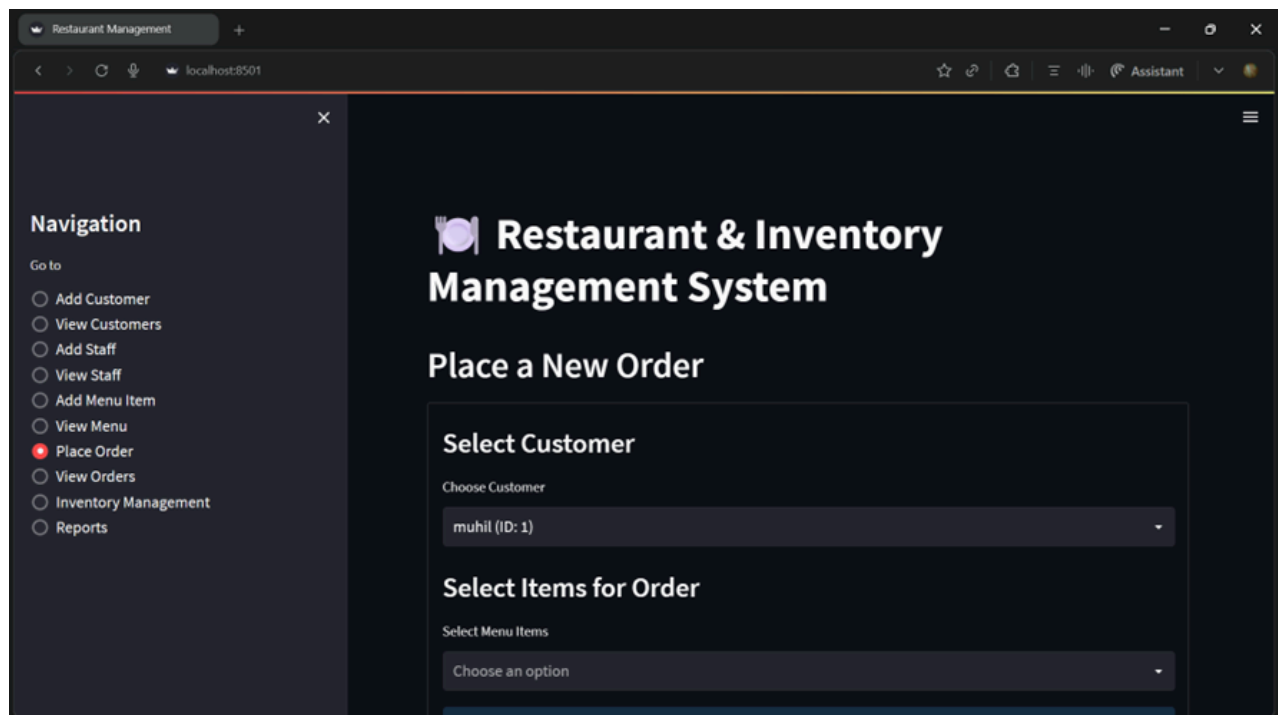 Restaurant Management
localhost:8501
Assistant
Navigation
Go to
Add Customer
View Customers
Add Staff
View Staff
Add Menu Item
View Menu
Place Order
View Orders
Inventory Management
Reports
Restaurant & Inventory
Management System
Place a New Order
Select Customer
Choose Customer
muhil (ID: 1)
Select Items for Order
Select Menu Items
Choose an option